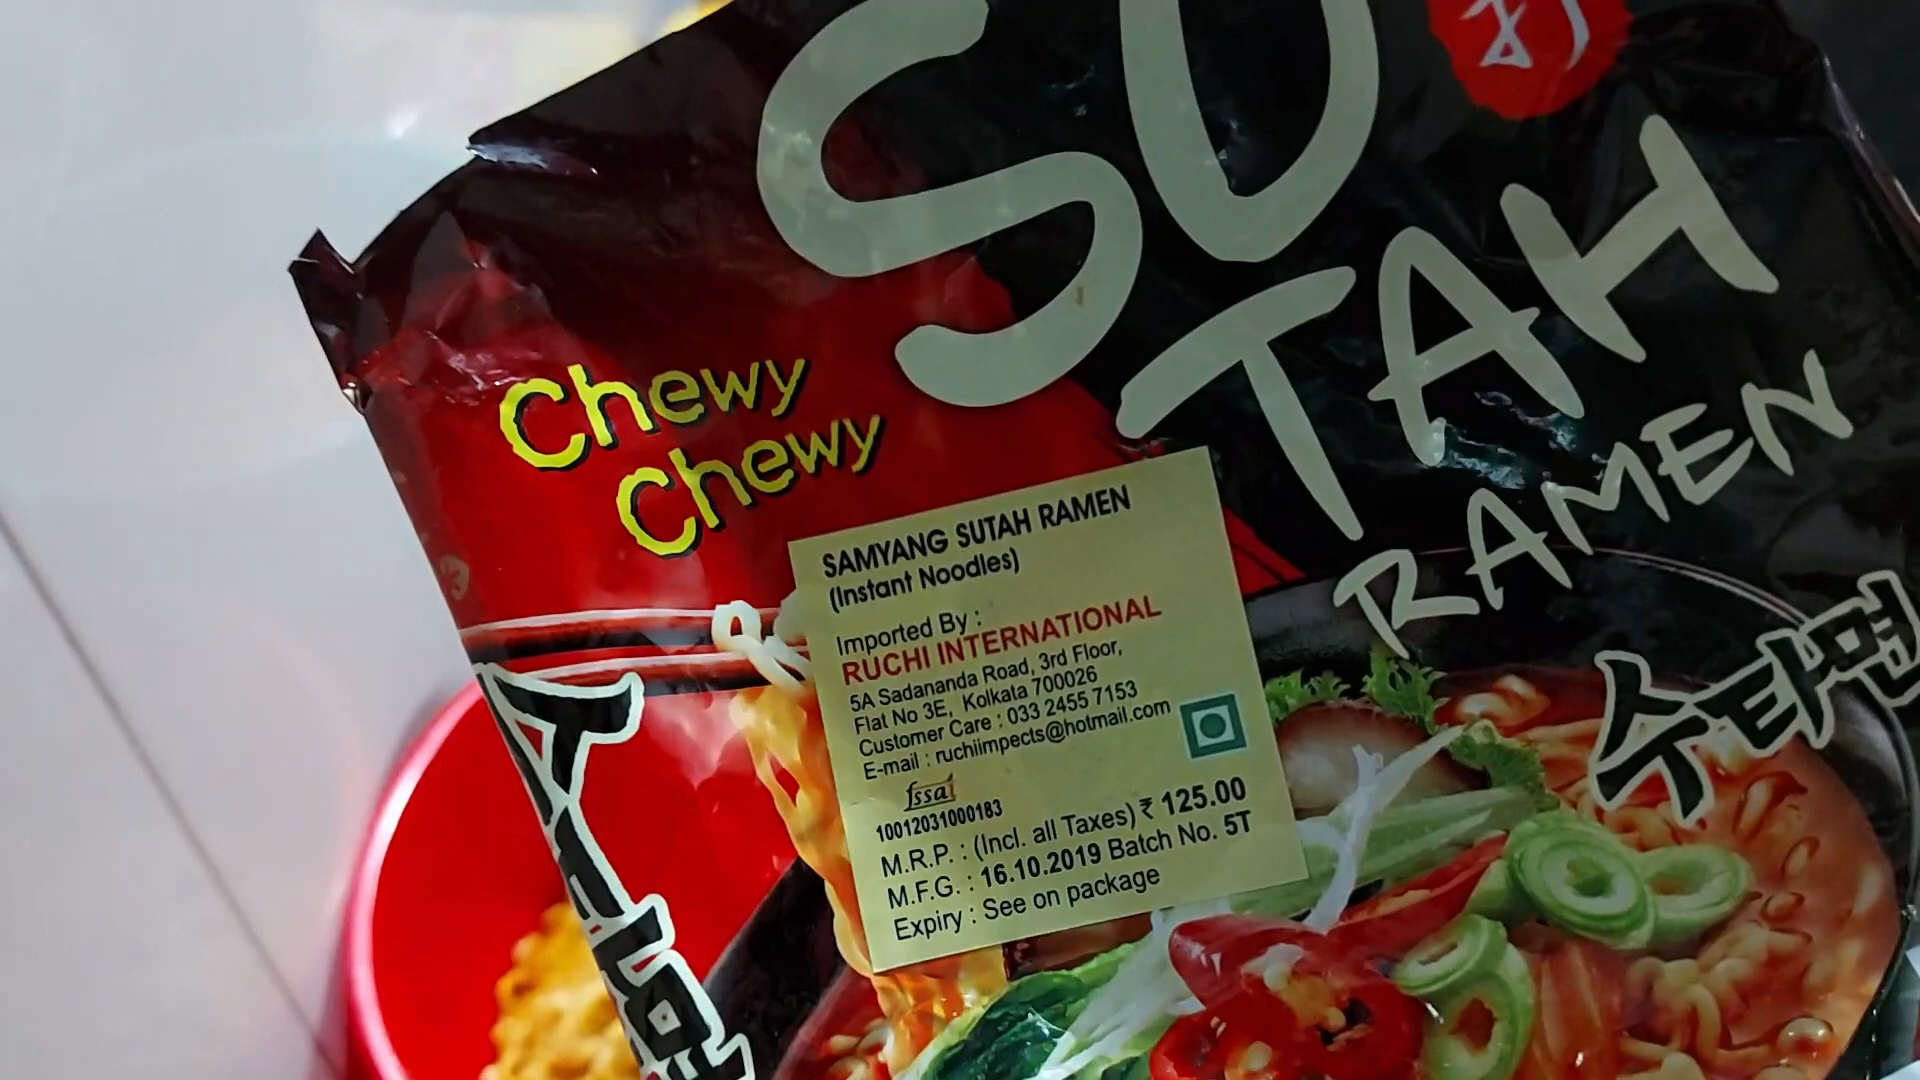 SU
TAH
RAMEN
수타면
Chewy
Chewy
SAMYANG SUTAH RAMEN
(Instant Noodles)
Imported By :
RUCHI INTERNATIONAL
5A Sadananda Road, 3rd Floor,
Flat No 3E, Kolkata 700026
Customer Care : 033 2455 7153
E-mail : ruchiimpects@hotmail.com
fssai
10012031000183
M.R.P. : (Incl. all Taxes) ₹ 125.00
M.F.G. : 16.10.2019 Batch No. 5T
Expiry : See on package